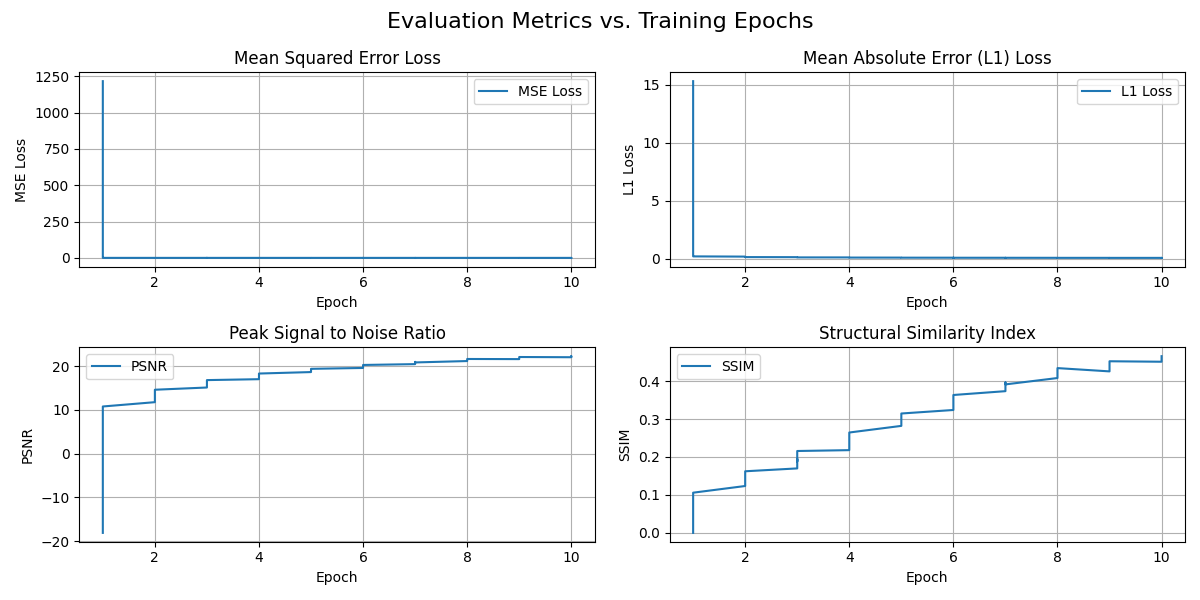 Evaluation Metrics vs. Training Epochs
Mean Squared Error Loss
1250
1000
750
500
250
0
MSE Loss
MSE Loss
2 4 6 8 10
Epoch
Mean Absolute Error (L1) Loss
15
10
5
0
L1 Loss
L1 Loss
2 4 6 8 10
Epoch
Peak Signal to Noise Ratio
20
10
0
−10
−20
PSNR
PSNR
2 4 6 8 10
Epoch
Structural Similarity Index
0.4
0.3
0.2
0.1
0.0
SSIM
SSIM
2 4 6 8 10
Epoch